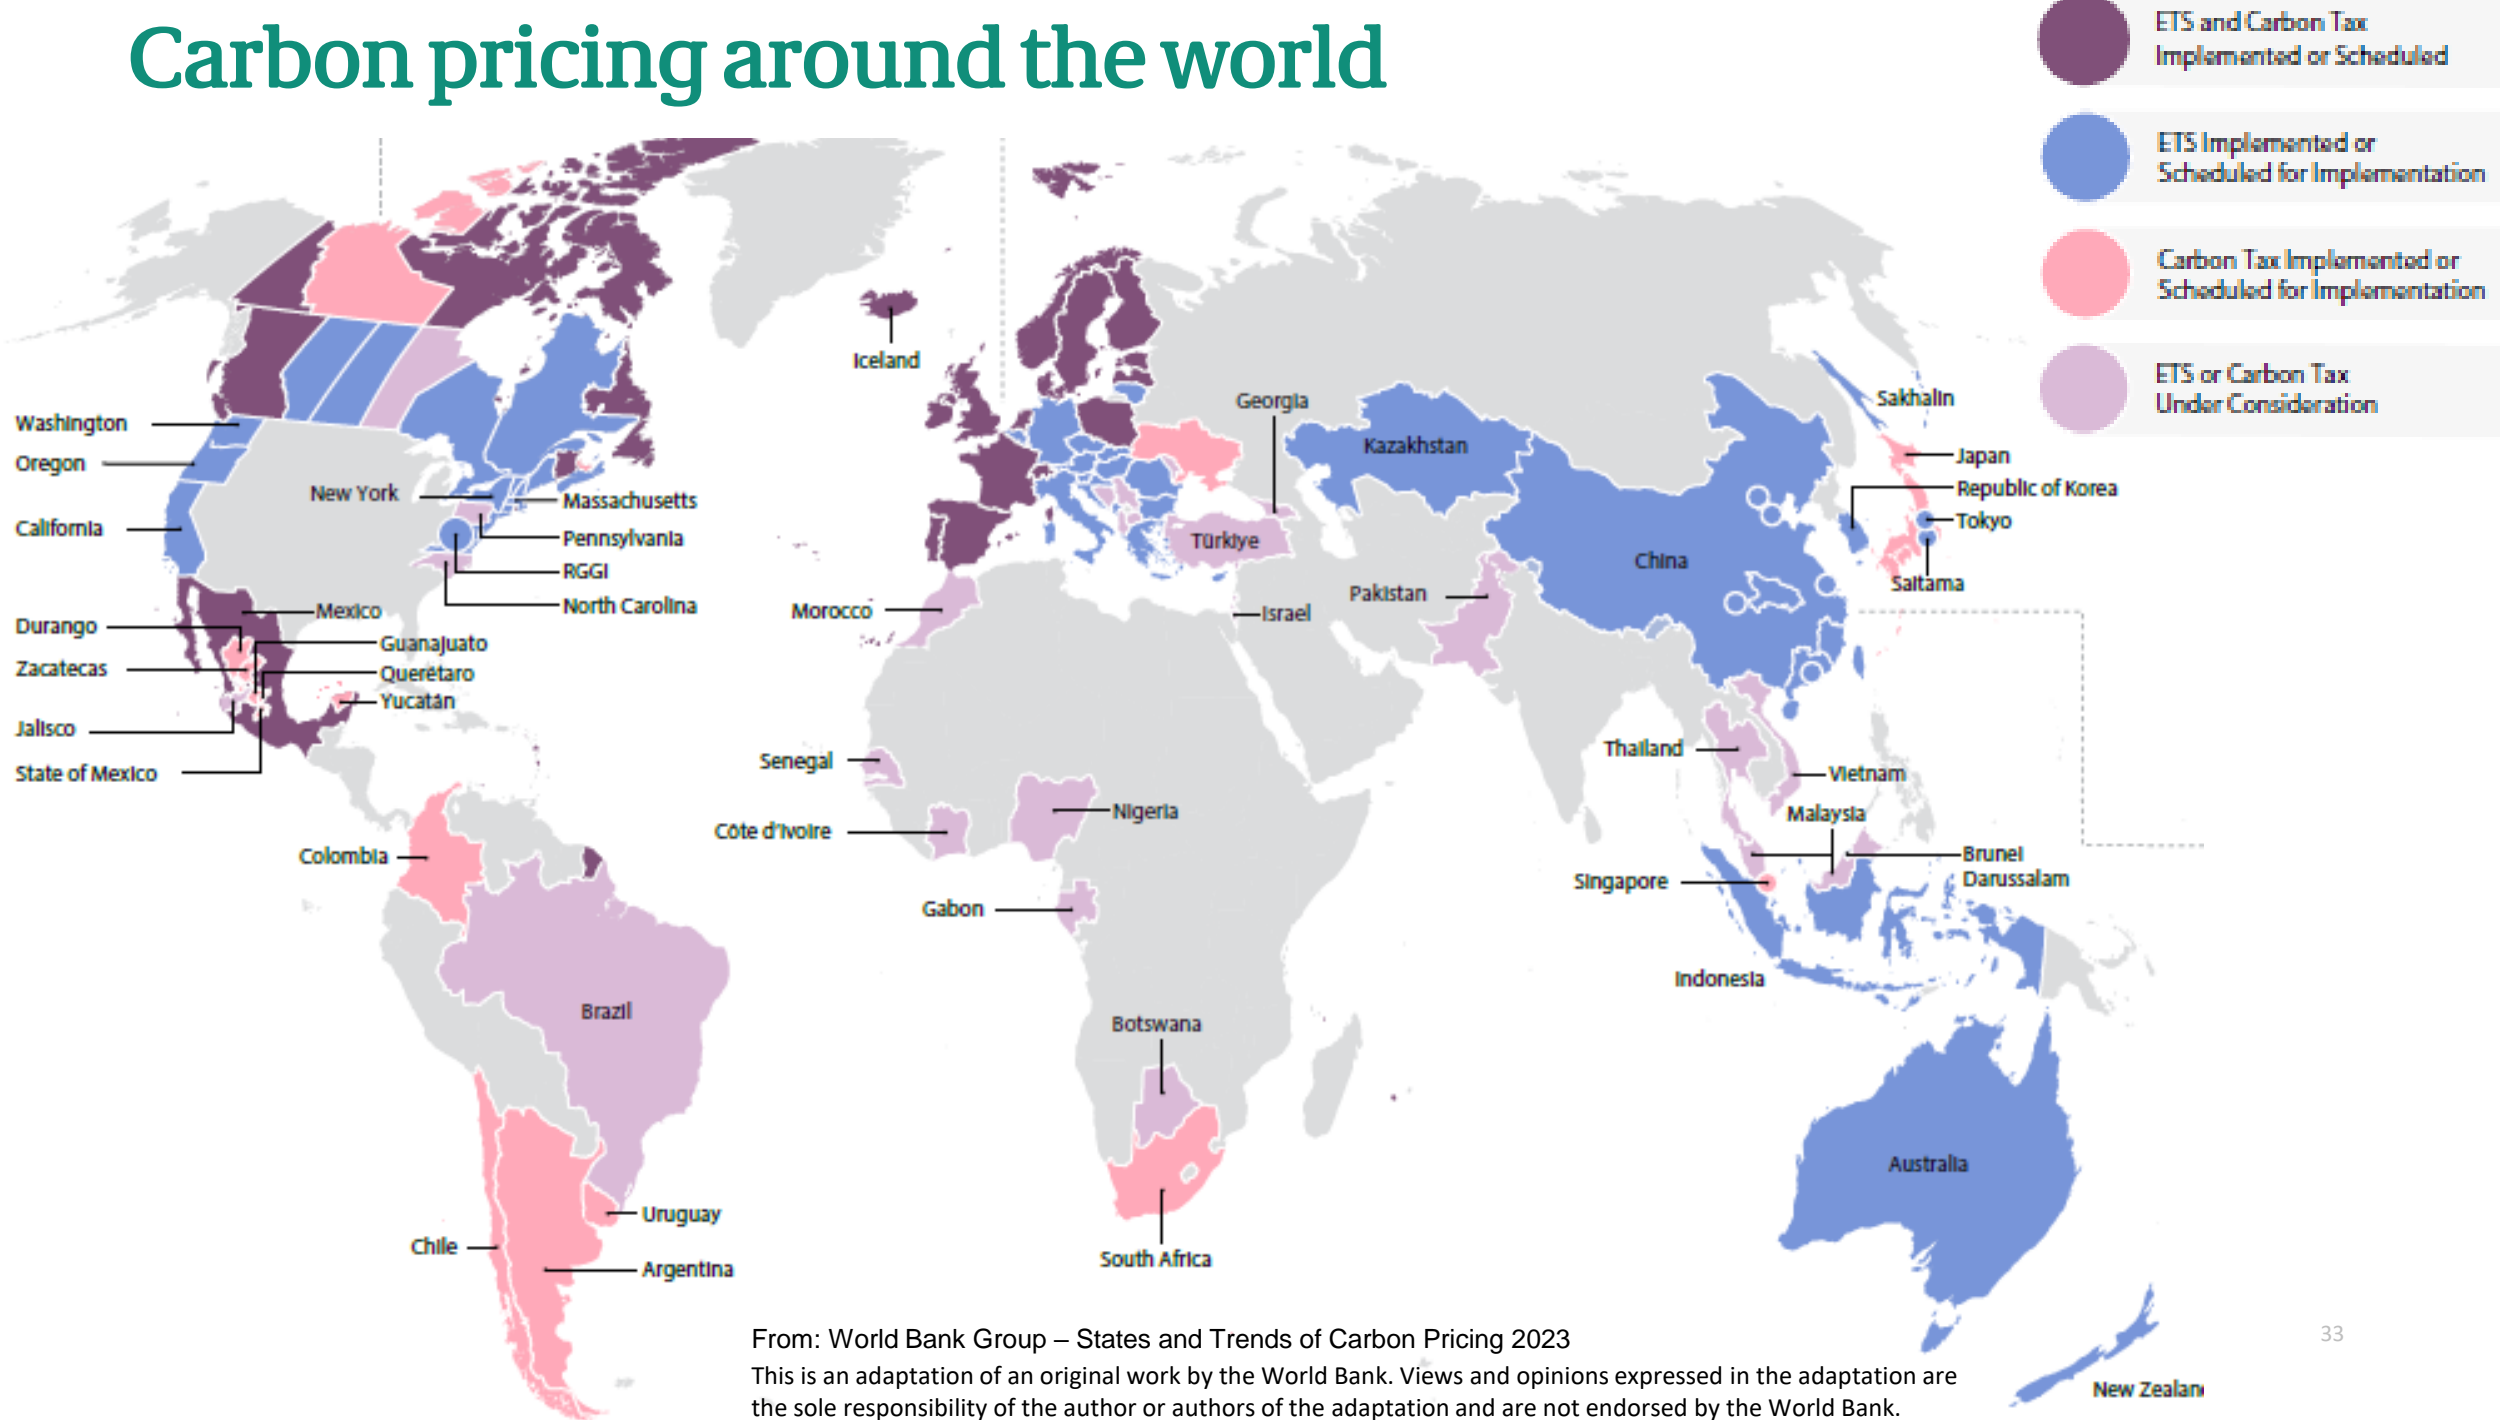 Carbon pricing around the world
ETS and Carbon Tax
Implemented or Scheduled
ETS Implemented or
Scheduled for Implementation
Carbon Tax Implemented or
Scheduled for Implementation
ETS or Carbon Tax
Under Consideration
Iceland
Georgia
Sakhalin
Washington
Kazakhstan
Japan
Oregon
New York
Massachusetts
Republic of Korea
California
Pennsylvania
Türkiye
Tokyo
RGGI
China
Saitama
North Carolina
Morocco
Israel
Pakistan
Mexico
Durango
Guanajuato
Zacatecas
Querétaro
Yucatán
Jalisco
State of Mexico
Senegal
Thailand
Vietnam
Nigeria
Malaysia
Côte d'Ivoire
Colombia
Brunei
Darussalam
Singapore
Gabon
Indonesia
Brazil
Botswana
Australia
Uruguay
Chile
Argentina
South Africa
From: World Bank Group – States and Trends of Carbon Pricing 2023
33
This is an adaptation of an original work by the World Bank. Views and opinions expressed in the adaptation are
the sole responsibility of the author or authors of the adaptation and are not endorsed by the World Bank.
New Zealan